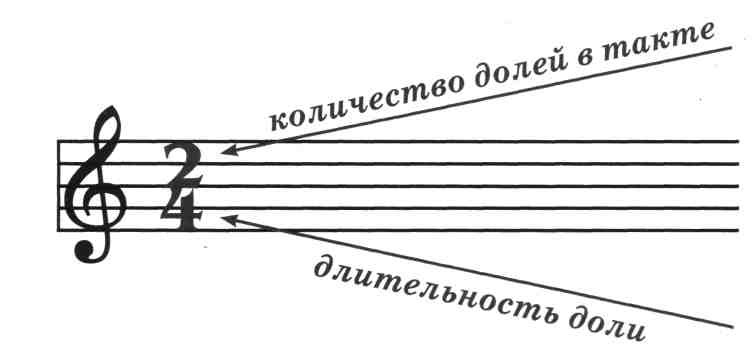 количество долей в такте
2
4
длительность доли